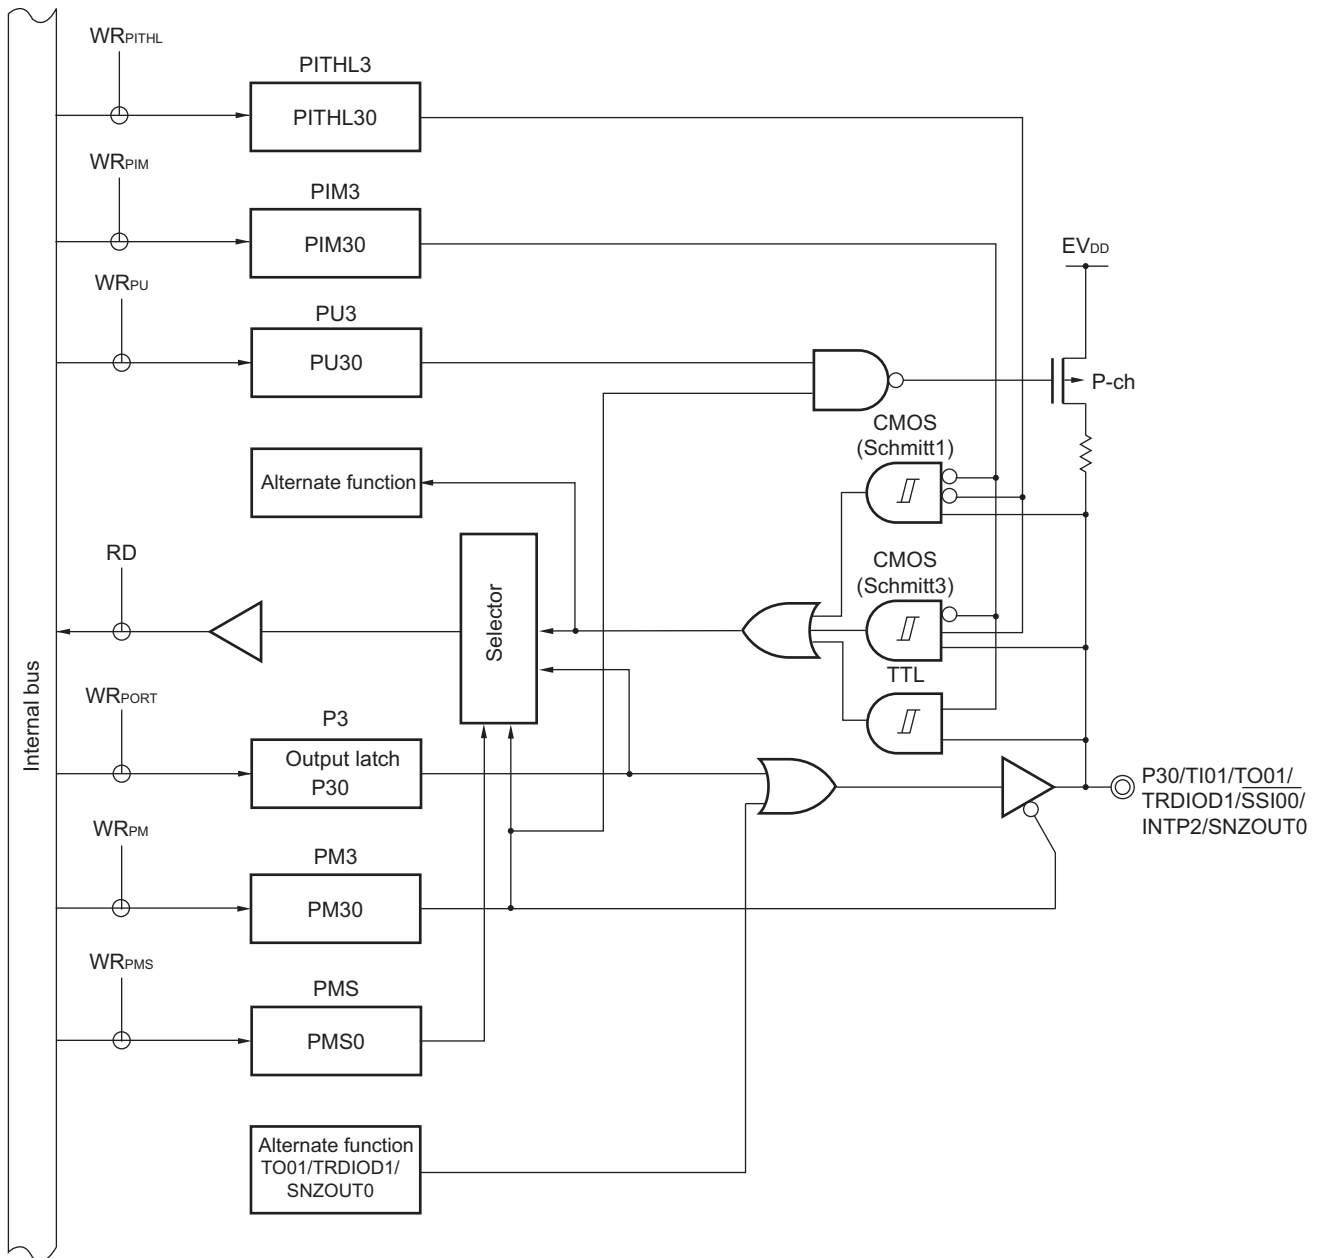 WRPITHL
PITHL3
PITHL30
WRPIM
PIM3
PIM30
WRPU
PU3
PU30
EVDD
P-ch
CMOS
(Schmitt1)
Alternate function
RD
Selector
CMOS
(Schmitt3)
TTL
Internal bus
WRPORT
P3
Output latch
P30
P30/TI01/TO01/
TRDIOD1/SSI00/
INTP2/SNZOUT0
WRPM
PM3
PM30
WRPMS
PMS
PMS0
Alternate function
TO01/TRDIOD1/
SNZOUT0